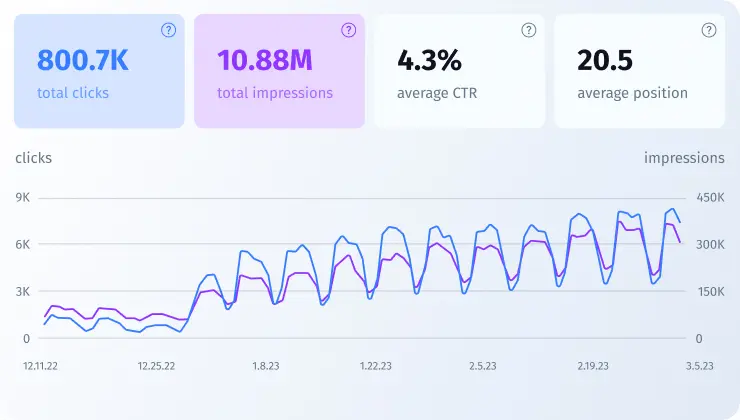 800.7K
total clicks
10.88M
total impressions
4.3%
average CTR
20.5
average position
clicks
impressions
9K
450K
6K
300K
3K
150K
0
0
12.11.22
12.25.22
1.8.23
1.22.23
2.5.23
2.19.23
3.5.23